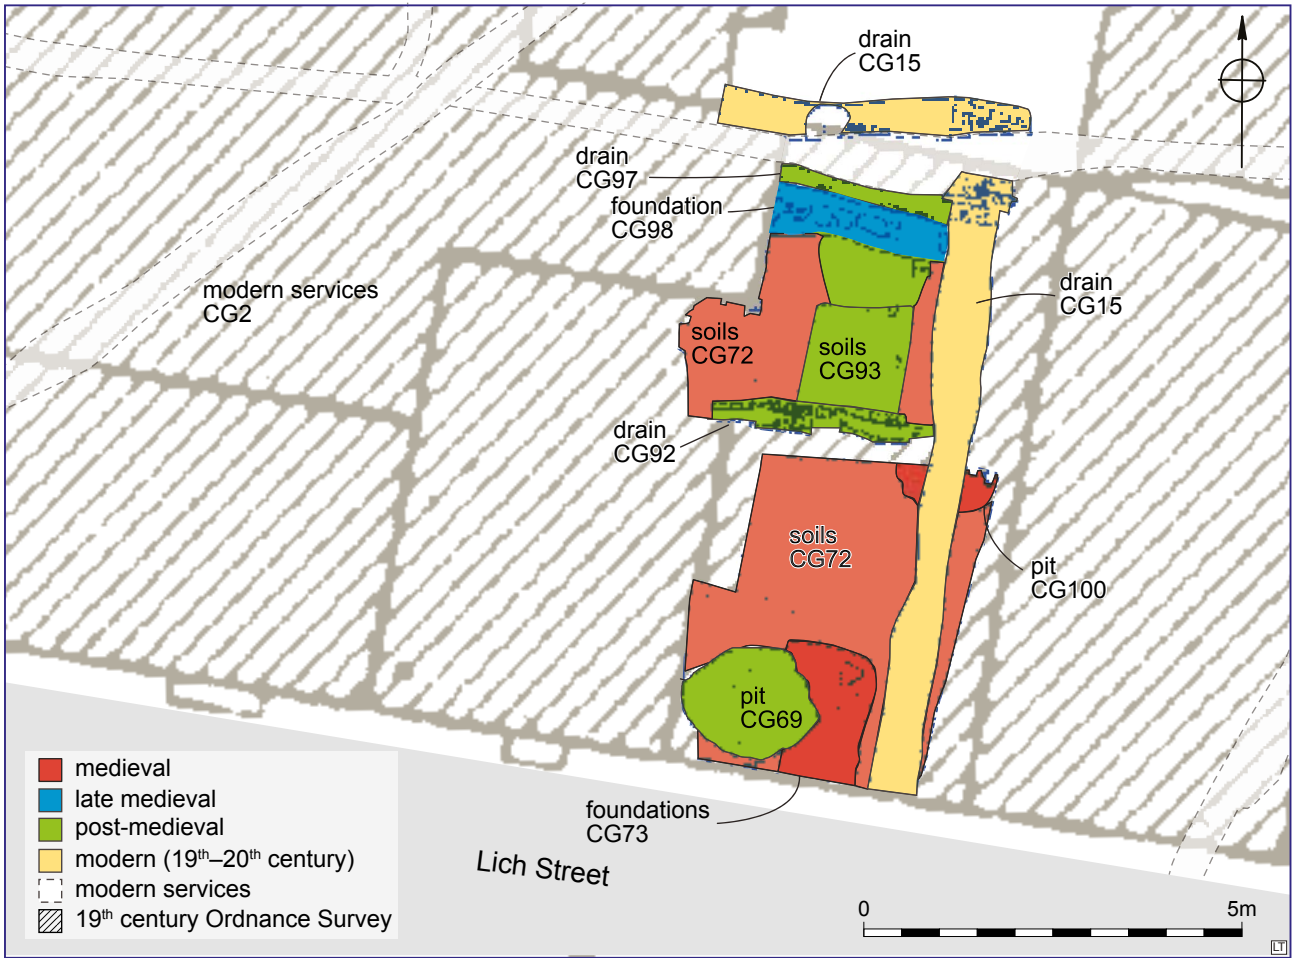 drain
CG15
drain
CG97
foundation
CG98
modern services
CG2
drain
CG15
soils
CG72
soils
CG93
drain
CG92
soils
CG72
pit
CG100
pit
CG69
foundations
CG73
Lich Street
medieval
late medieval
post-medieval
modern (19th–20th century)
modern services
19th century Ordnance Survey
0 5m
LT